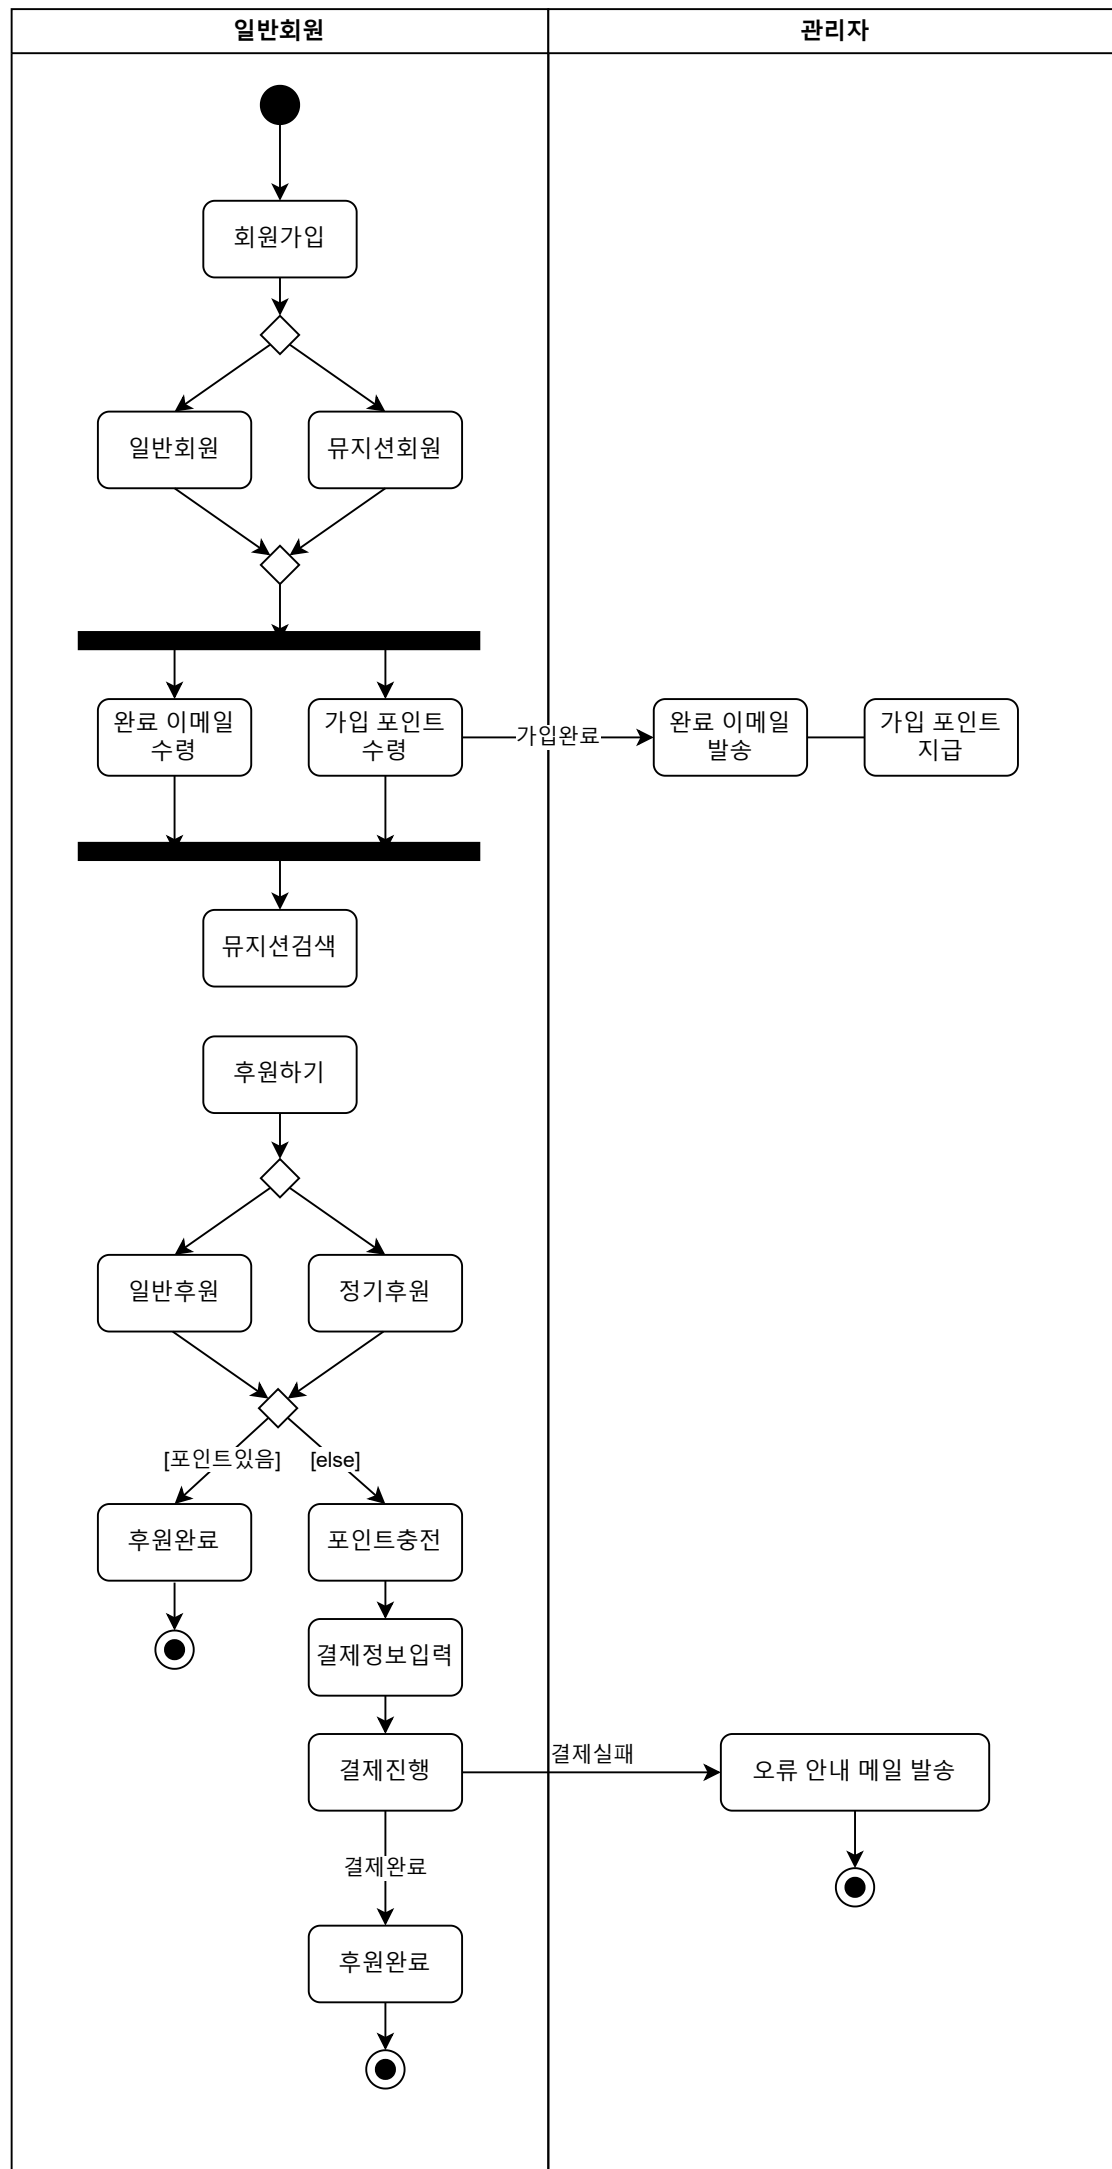 일반회원
관리자
회원가입
일반회원
뮤지션회원
완료 이메일
수령
가입 포인트
수령
가입완료
완료 이메일
발송
가입 포인트
지급
뮤지션검색
후원하기
일반후원
정기후원
[포인트있음]
[else]
후원완료
포인트충전
결제정보입력
결제진행
결제실패
오류 안내 메일 발송
결제완료
후원완료